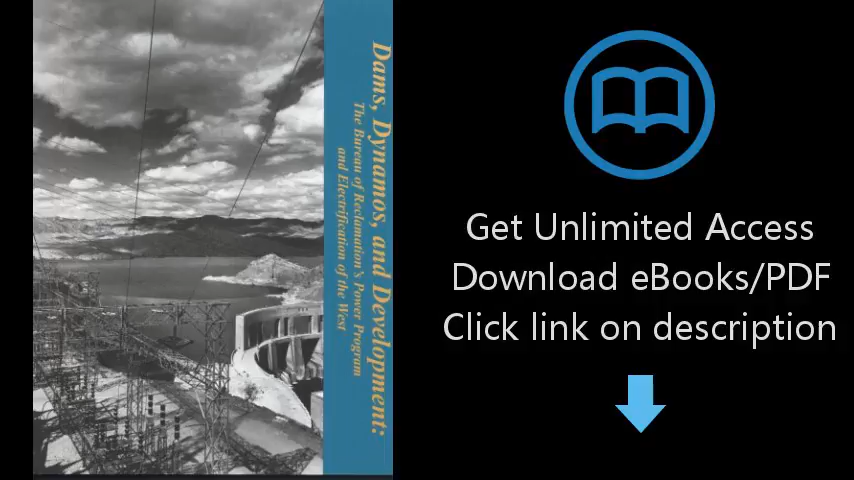 Dams, Dynamos, and Development:
The Bureau of Reclamation's Power Program
and Electrification of the West
Get Unlimited Access
Download eBooks/PDF
Click link on description